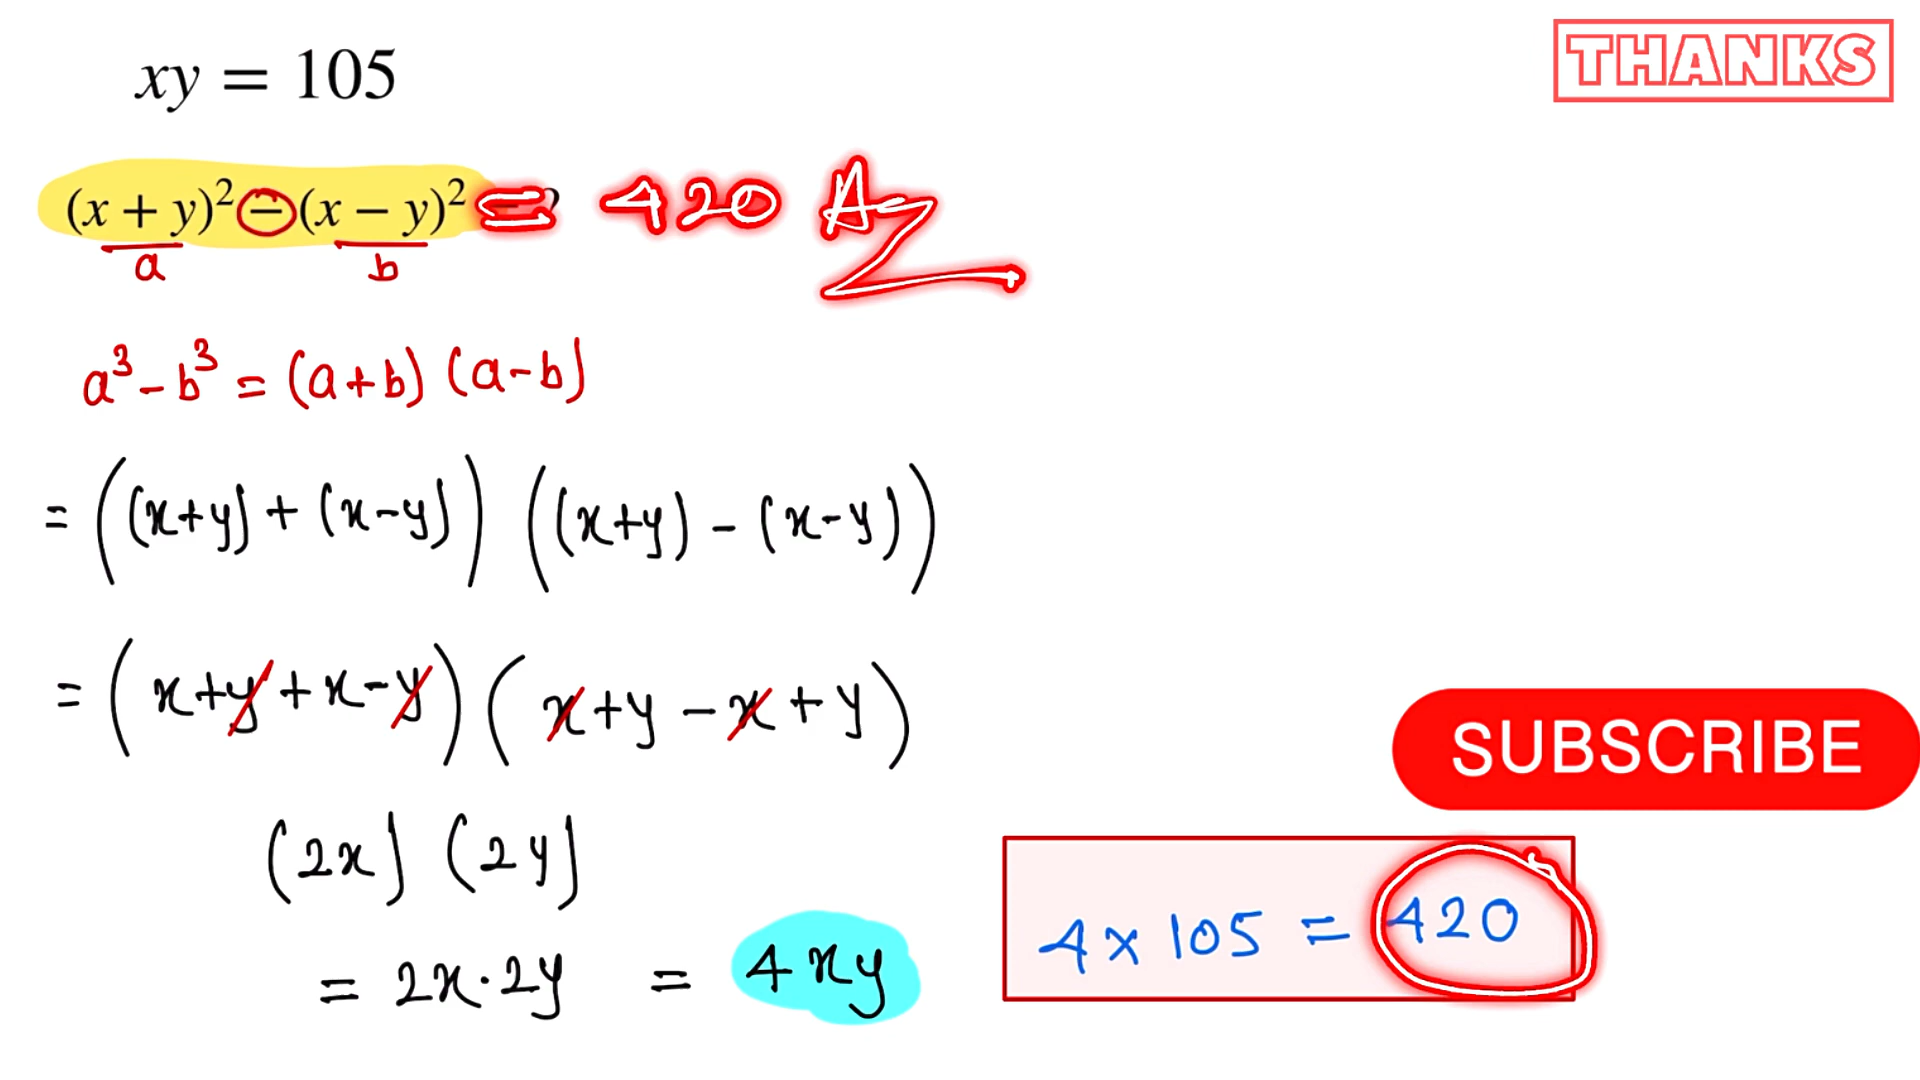 xy = 105
THANKS
(x + y)² − (x − y)² = ? = 420 A
a b
a³ − b³ = (a+b) (a−b)
= ((x+y) + (x−y)) ((x+y) − (x−y))
= (x+y+x−y) (x+y−x+y)
SUBSCRIBE
(2x) (2y)
4 × 105 = 420
= 2x·2y = 4xy